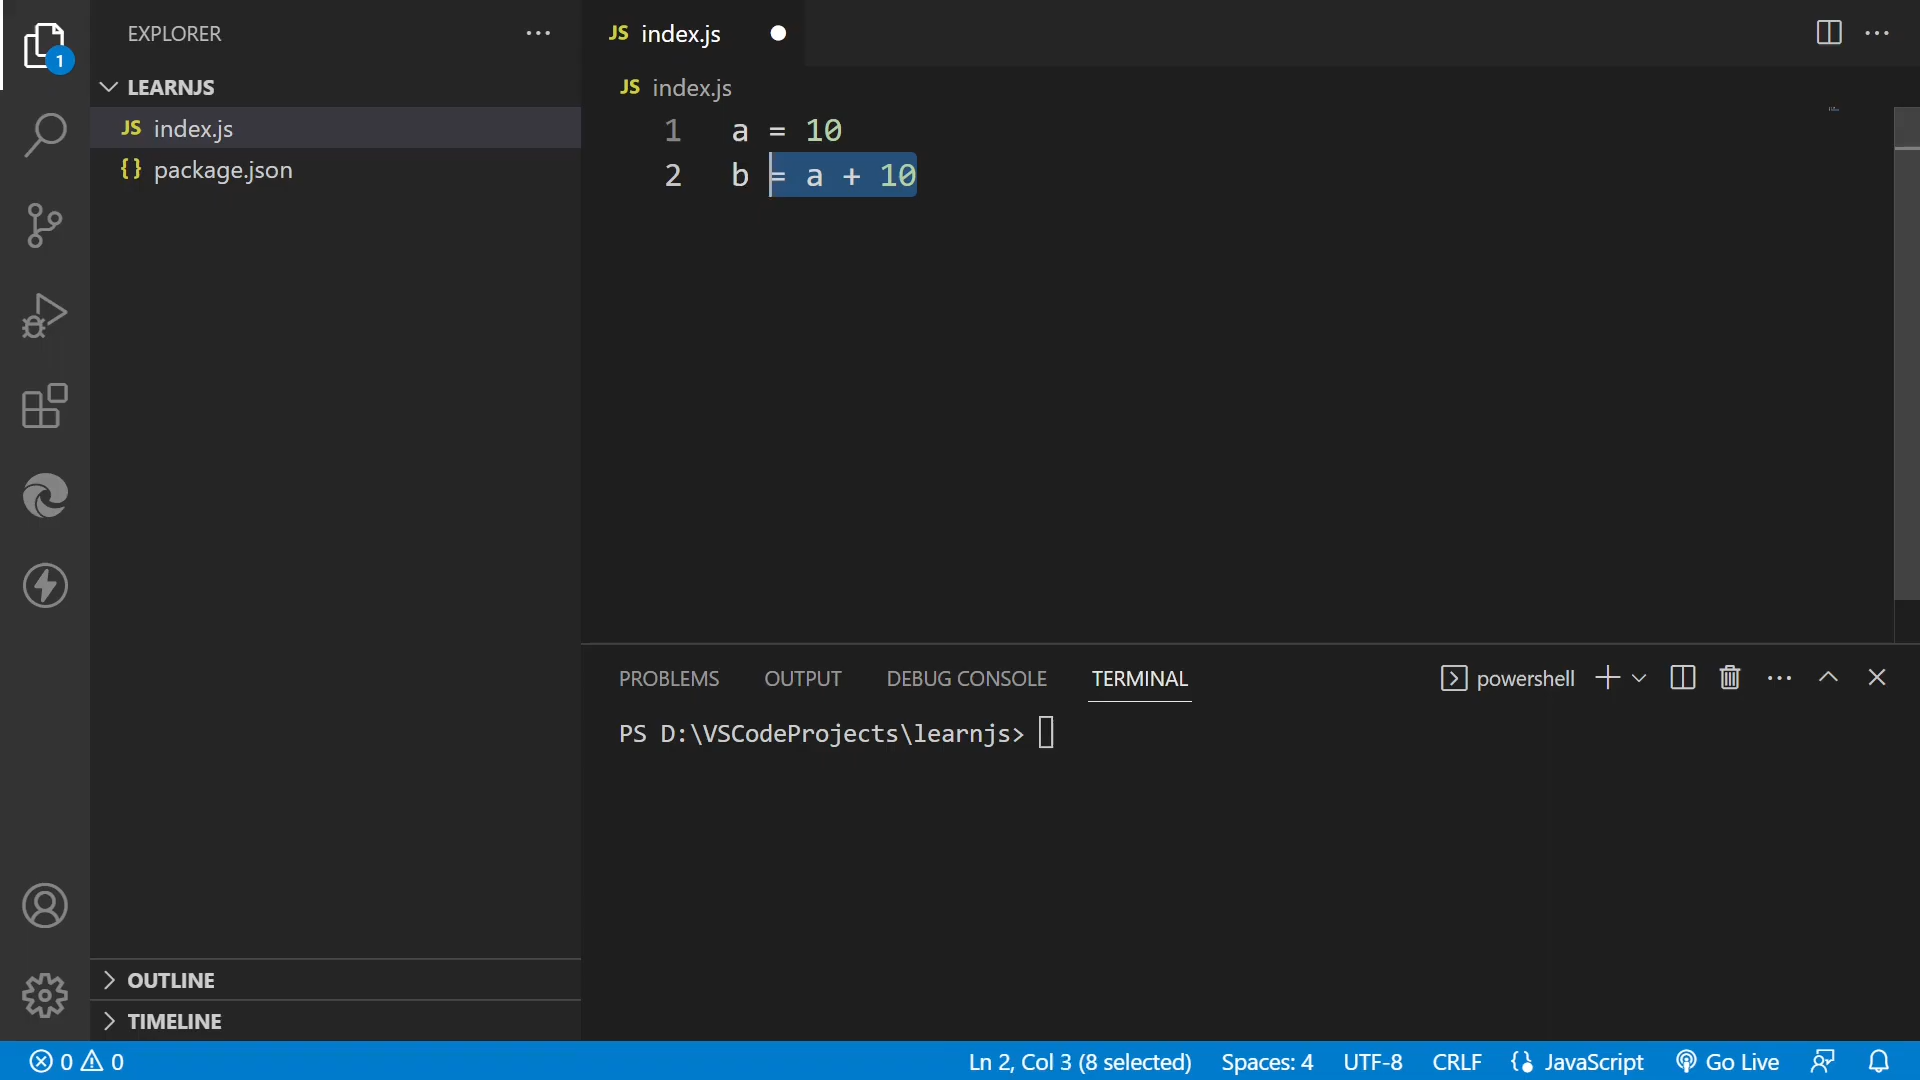 1
EXPLORER
LEARNJS
JS index.js
{} package.json
OUTLINE
TIMELINE
JS index.js
JS index.js
1 a = 10
2 b = a + 10
PROBLEMS OUTPUT DEBUG CONSOLE TERMINAL powershell
PS D:\VSCodeProjects\learnjs>
0 0 Ln 2, Col 3 (8 selected) Spaces: 4 UTF-8 CRLF {} JavaScript Go Live